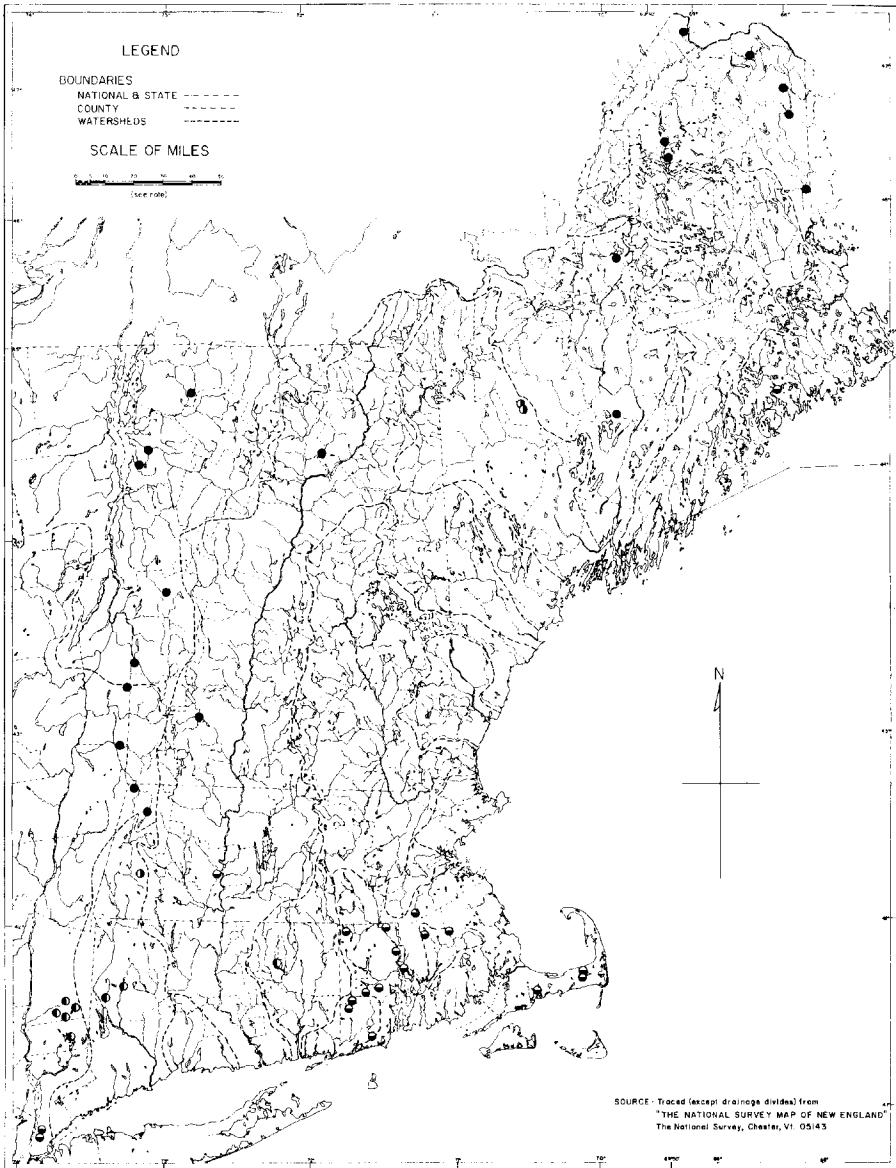 LEGEND
BOUNDARIES
NATIONAL & STATE
COUNTY
WATERSHEDS
SCALE OF MILES
(see note)
N
SOURCE - Traced (except drainage divides) from
"THE NATIONAL SURVEY MAP OF NEW ENGLAND"
The National Survey, Chester, Vt. 05143